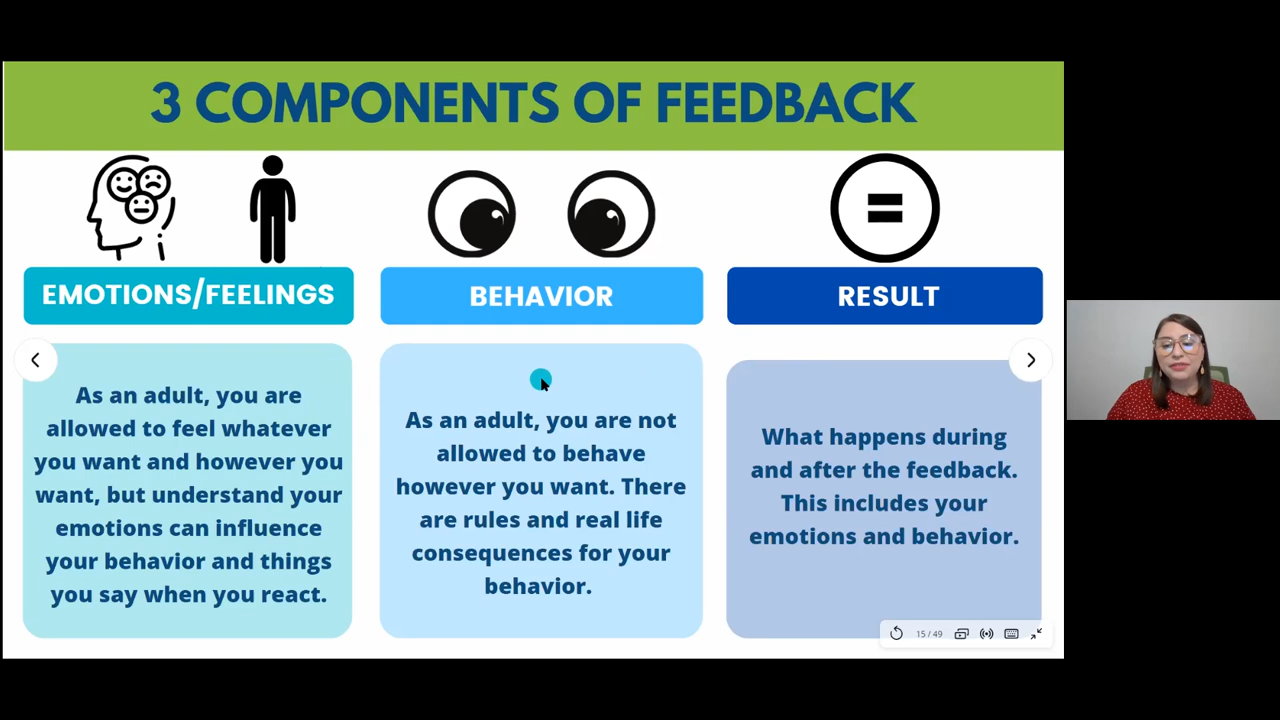 3 COMPONENTS OF FEEDBACK
EMOTIONS/FEELINGS
As an adult, you are
allowed to feel whatever
you want and however you
want, but understand your
emotions can influence
your behavior and things
you say when you react.
BEHAVIOR
As an adult, you are not
allowed to behave
however you want. There
are rules and real life
consequences for your
behavior.
RESULT
What happens during
and after the feedback.
This includes your
emotions and behavior.
15 / 49